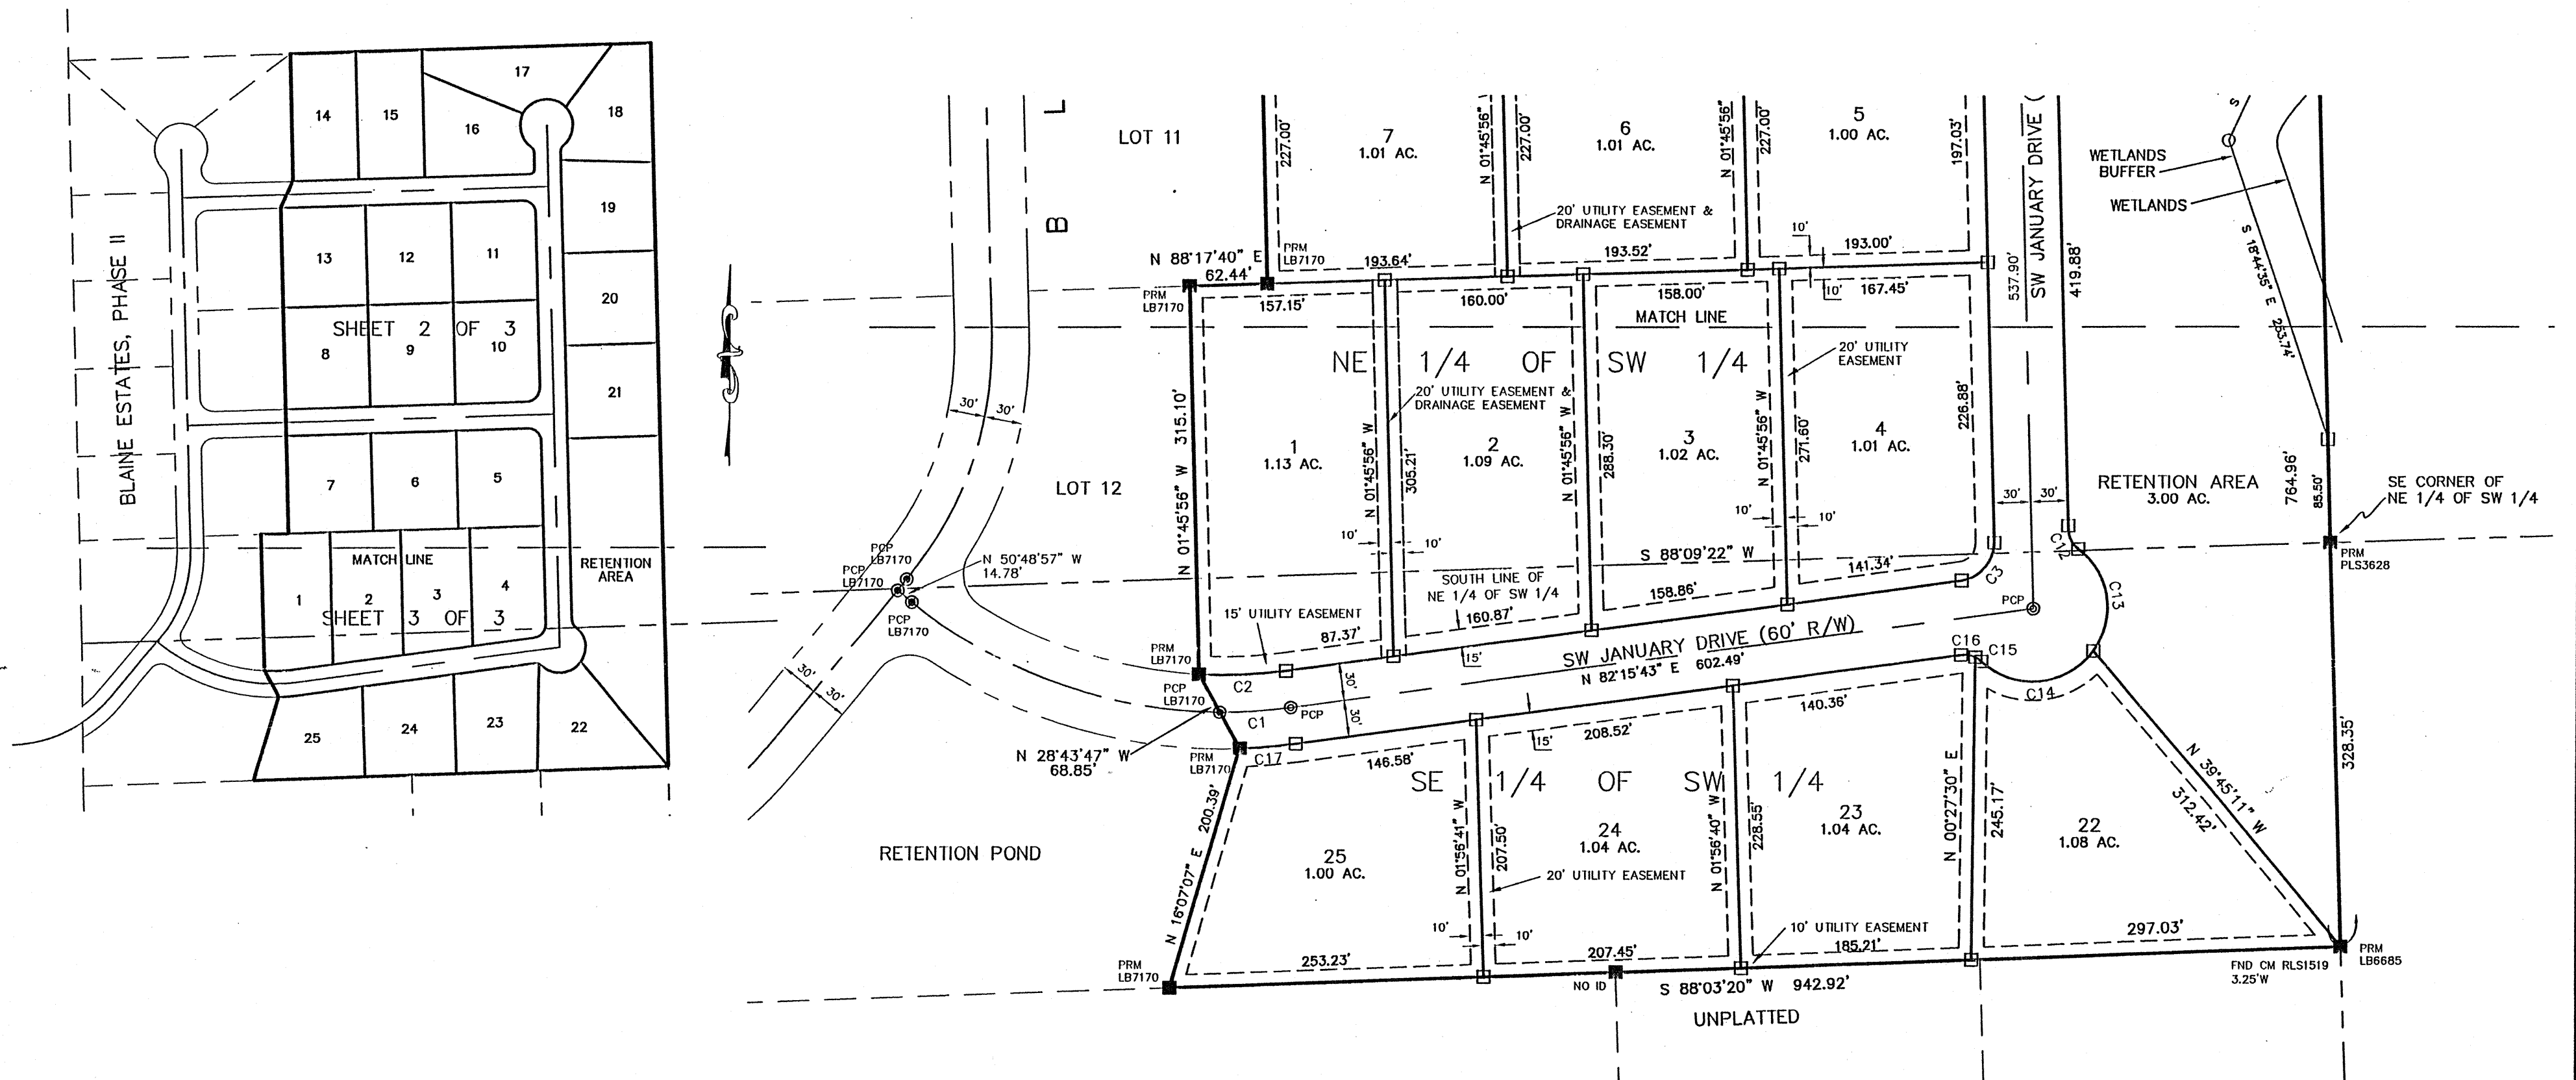 17
14
15
16
18
19
13
12
11
20
SHEET 2 OF 3
8
9
10
21
BLAINE ESTATES, PHASE II
7
6
5
MATCH LINE
RETENTION
AREA
1
2
3
4
SHEET 3 OF 3
25
24
23
22
B L
LOT 11
227.00'
7
1.01 AC.
N 01°45'56"
227.00'
6
1.01 AC.
N 01°45'56"
227.00'
5
1.00 AC.
197.03'
SW JANUARY DRIVE (
537.90'
419.88'
S
WETLANDS
BUFFER
WETLANDS
S 18°44'35" E 253.74'
20' UTILITY EASEMENT &
DRAINAGE EASEMENT
N 88°17'40" E
62.44'
PRM
LB7170
193.64'
193.52'
10'
193.00'
PRM
LB7170
157.15'
160.00'
158.00'
10'
167.45'
MATCH LINE
NE 1/4 OF SW 1/4
20' UTILITY
EASEMENT
20' UTILITY EASEMENT &
DRAINAGE EASEMENT
30'
30'
N 01°45'56" W 315.10'
1
1.13 AC.
N 01°45'56" W
305.21'
2
1.09 AC.
N 01°45'56" W
288.30'
3
1.02 AC.
N 01°45'56" W
271.60'
4
1.01 AC.
226.88'
LOT 12
RETENTION AREA
3.00 AC.
30'
30'
764.96'
85.50'
SE CORNER OF
NE 1/4 OF SW 1/4
10'
10'
10'
10'
PCP
LB7170
PCP
LB7170
N 50°48'57" W
14.78'
PCP
LB7170
S 88°09'22" W
SOUTH LINE OF
NE 1/4 OF SW 1/4
141.34'
C3
C12
PRM
PLS3628
C13
PCP
15' UTILITY EASEMENT
87.37'
160.87'
158.86'
15'
PRM
LB7170
SW JANUARY DRIVE (60' R/W)
N 82°15'43" E 602.49'
C16
C15
C14
30'
30'
C2
PCP
LB7170
C1
PCP
30'
30'
N 28°43'47" W
68.85'
PRM
LB7170
C17
146.58'
15'
208.52'
140.36'
SE 1/4 OF SW 1/4
N 39°45'11" W
312.42'
328.35'
RETENTION POND
N 16°07'07" E 200.39'
25
1.00 AC.
N 01°56'41" W
207.50'
24
1.04 AC.
20' UTILITY EASEMENT
N 01°56'40" W
228.55'
23
1.04 AC.
N 00°27'30" E
245.17'
22
1.08 AC.
10'
10'
10' UTILITY EASEMENT
253.23'
207.45'
185.21'
297.03'
PRM
LB7170
NO ID
S 88°03'20" W 942.92'
FND CM RLS1519
3.25'W
PRM
LB6685
UNPLATTED